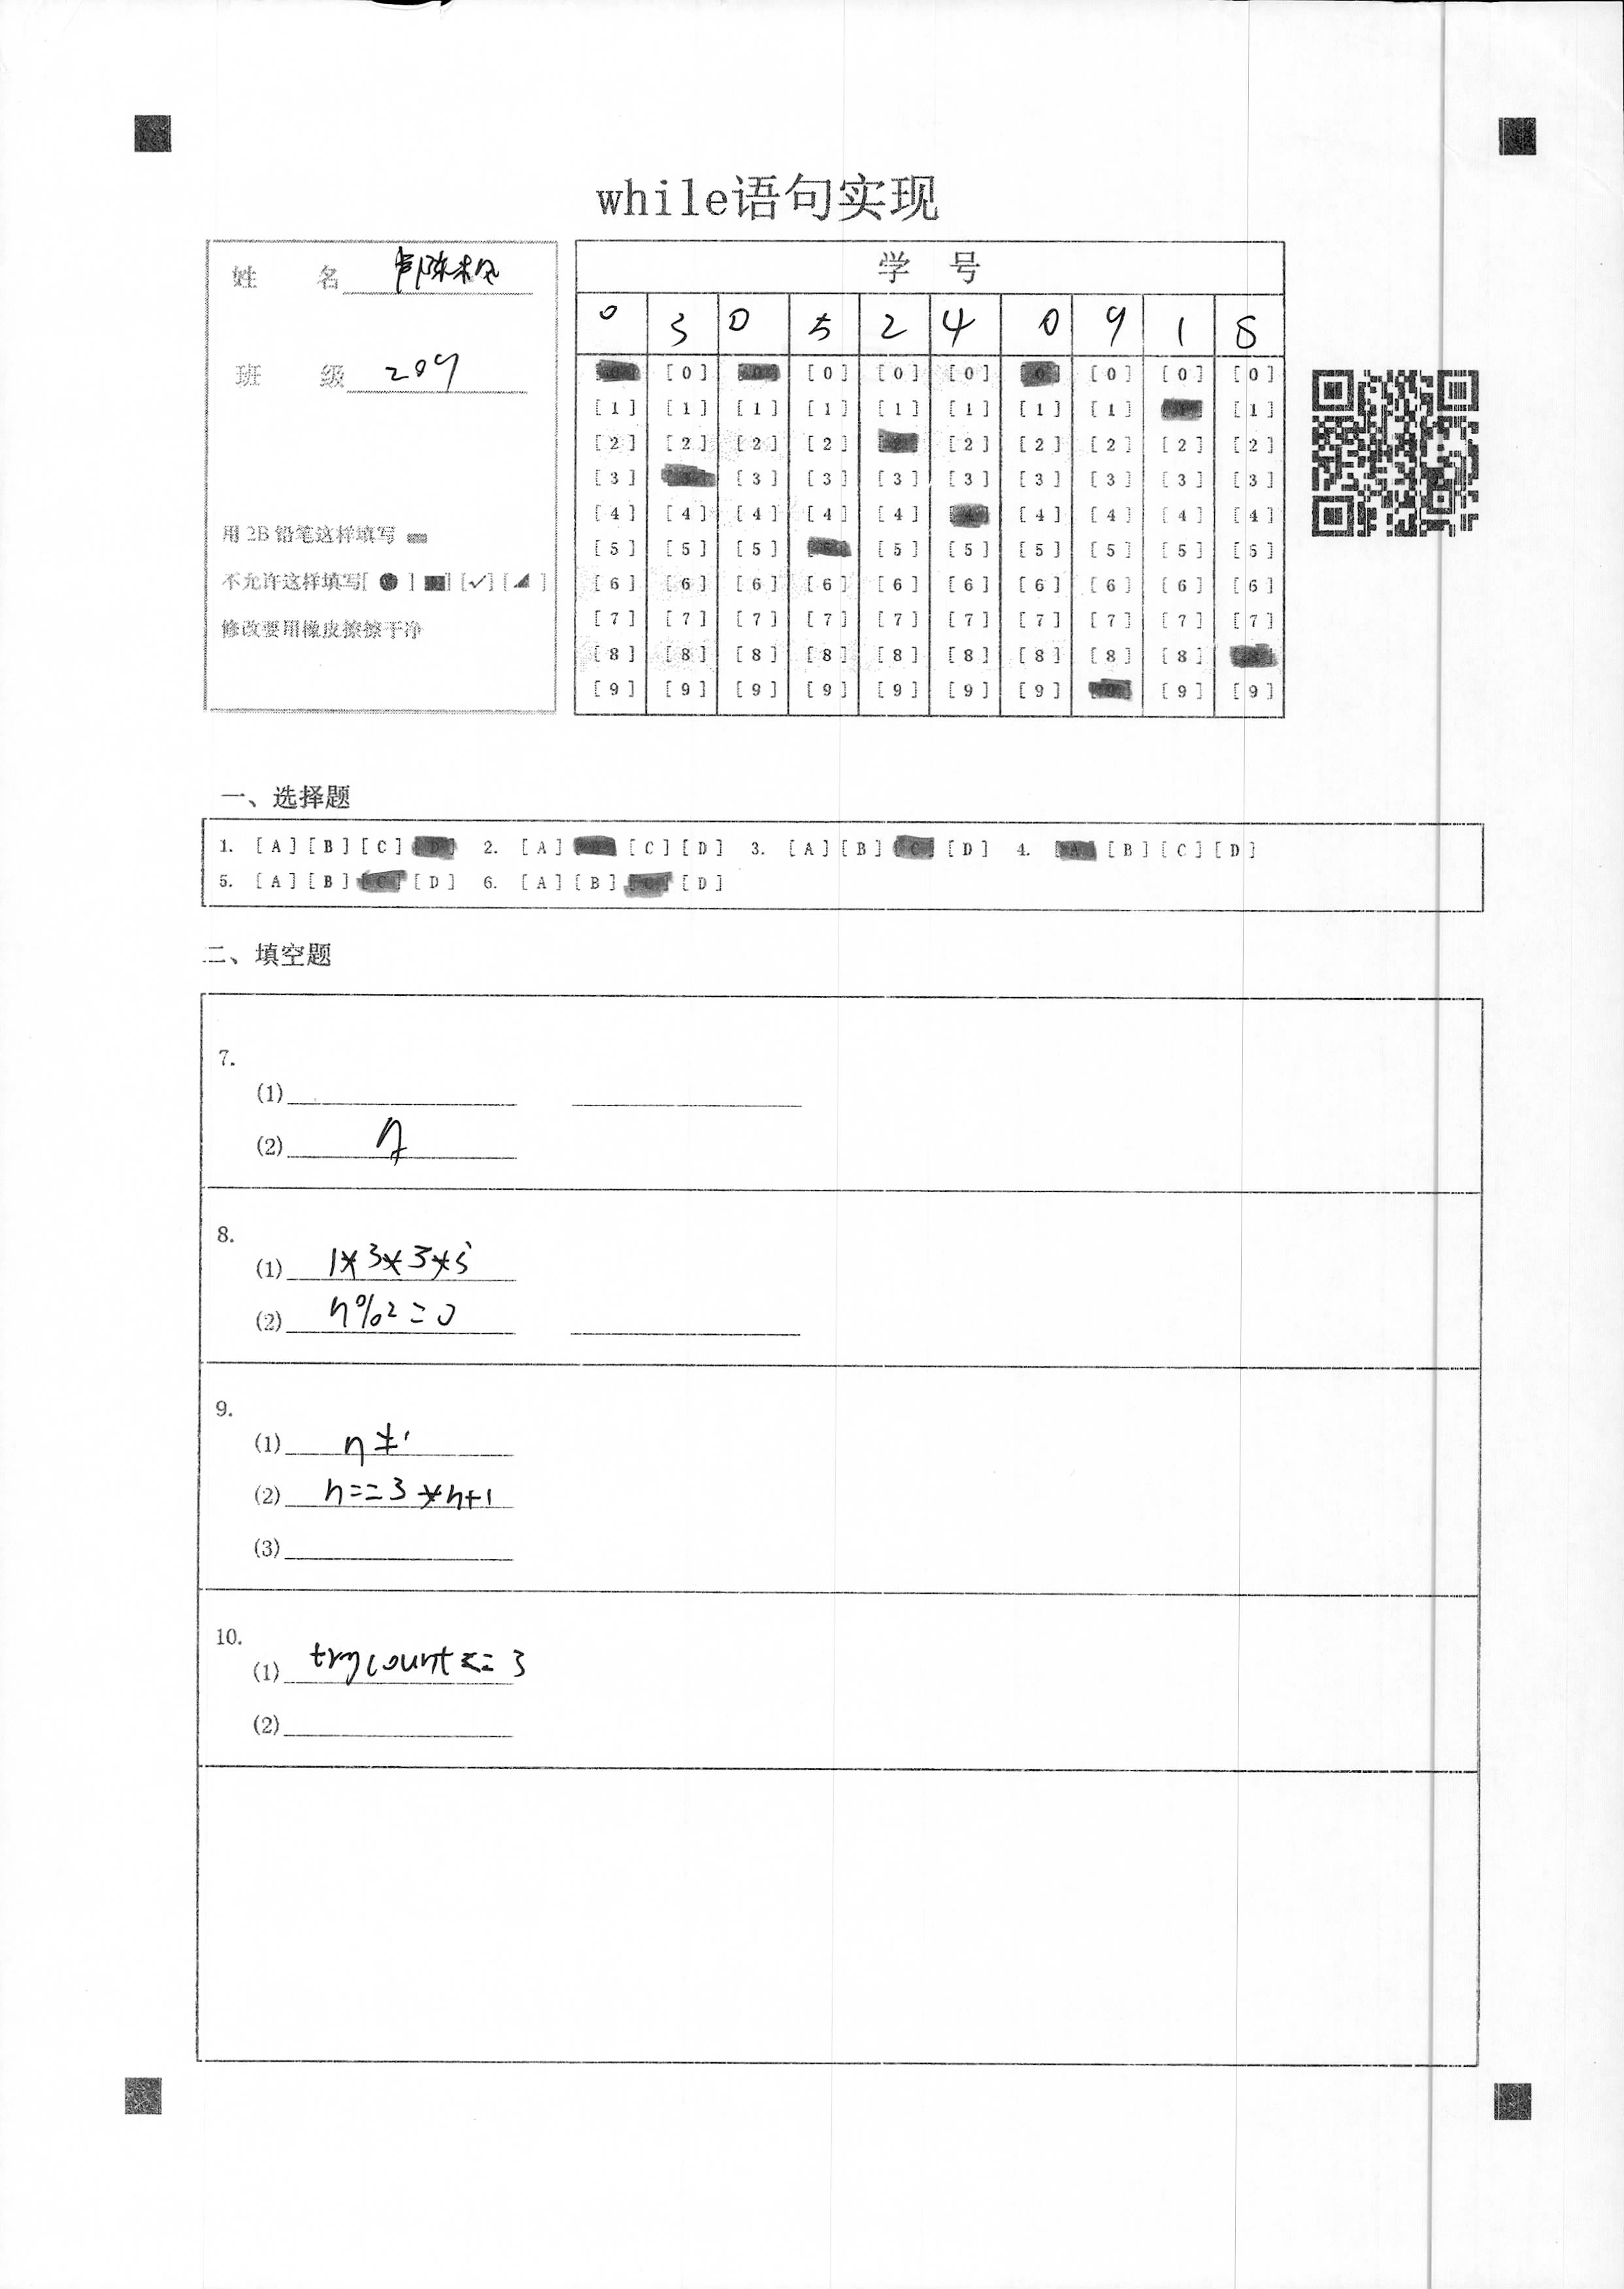 while语句实现
姓 名
班 级 209
用 2B 铅笔这样填写
不允许这样填写[ ● ] [■] [✓] [◢ ]
修改要用橡皮擦擦干净
学 号
0 3 0 5 2 4 0 9 1 8
[0] [0] [0] [0] [0] [0] [0] [0] [0] [0]
[1] [1] [1] [1] [1] [1] [1] [1] [1] [1]
[2] [2] [2] [2] [2] [2] [2] [2] [2] [2]
[3] [3] [3] [3] [3] [3] [3] [3] [3] [3]
[4] [4] [4] [4] [4] [4] [4] [4] [4] [4]
[5] [5] [5] [5] [5] [5] [5] [5] [5] [5]
[6] [6] [6] [6] [6] [6] [6] [6] [6] [6]
[7] [7] [7] [7] [7] [7] [7] [7] [7] [7]
[8] [8] [8] [8] [8] [8] [8] [8] [8] [8]
[9] [9] [9] [9] [9] [9] [9] [9] [9] [9]
一、选择题
1. [A] [B] [C] [D] 2. [A] [B] [C] [D] 3. [A] [B] [C] [D] 4. [A] [B] [C] [D]
5. [A] [B] [C] [D] 6. [A] [B] [C] [D]
二、填空题
7.
(1)
(2)
8.
(1) 1*3*5*5
(2) n%2=0
9.
(1) n≠1
(2) n==3*n+1
(3)
10.
(1) trycount<=3
(2)